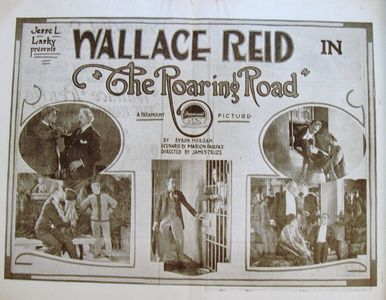 Jesse L.
Lasky
presents
WALLACE REID IN
"The Roaring Road"
A PARAMOUNT PICTURE
BY BYRON MORGAN
SCENARIO BY MARION FAIRFAX
DIRECTED BY JAMES CRUZE